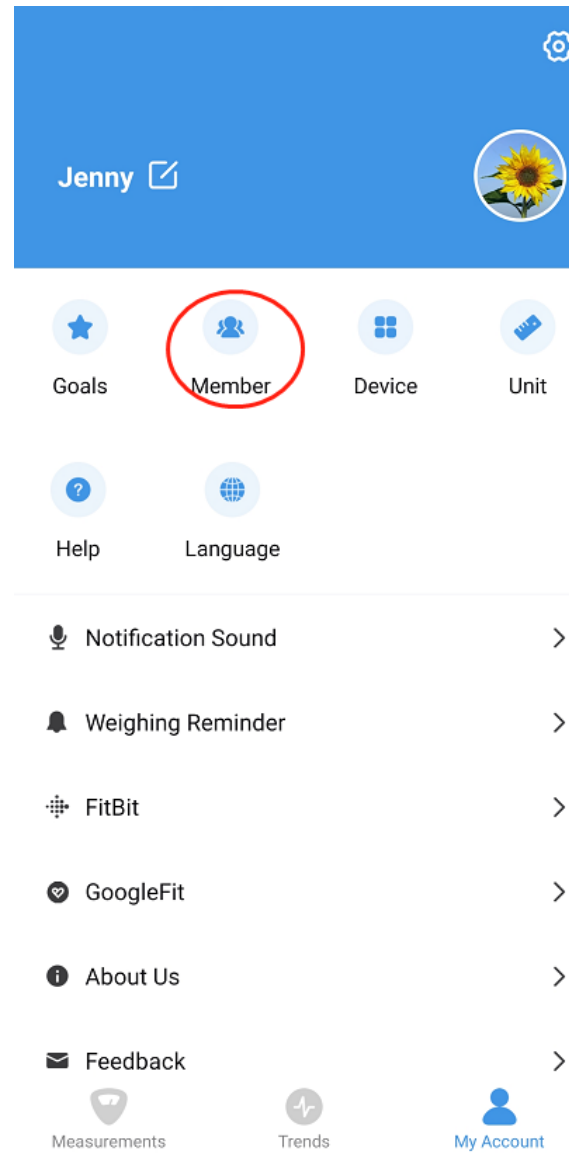 Jenny
Goals Member Device Unit
Help Language
Notification Sound
Weighing Reminder
FitBit
GoogleFit
About Us
Feedback
Measurements Trends My Account